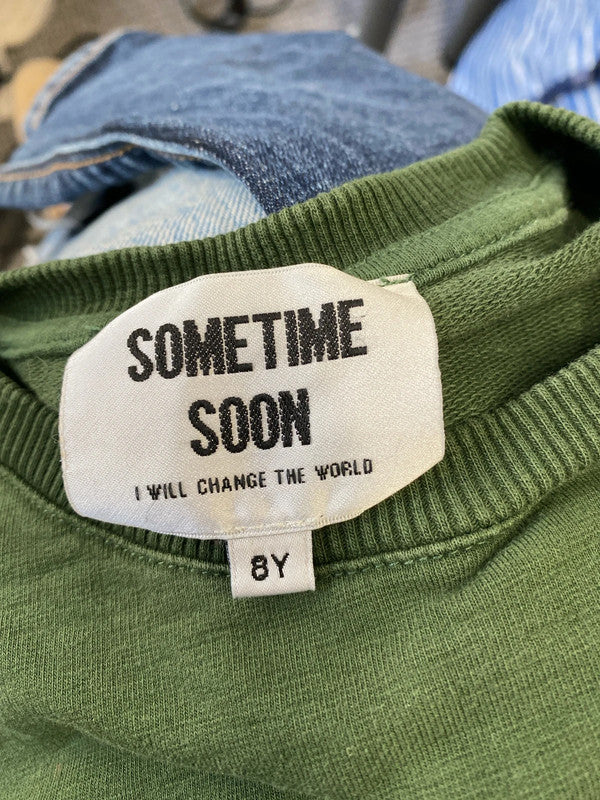 SOMETIME
SOON
I WILL CHANGE THE WORLD
8Y